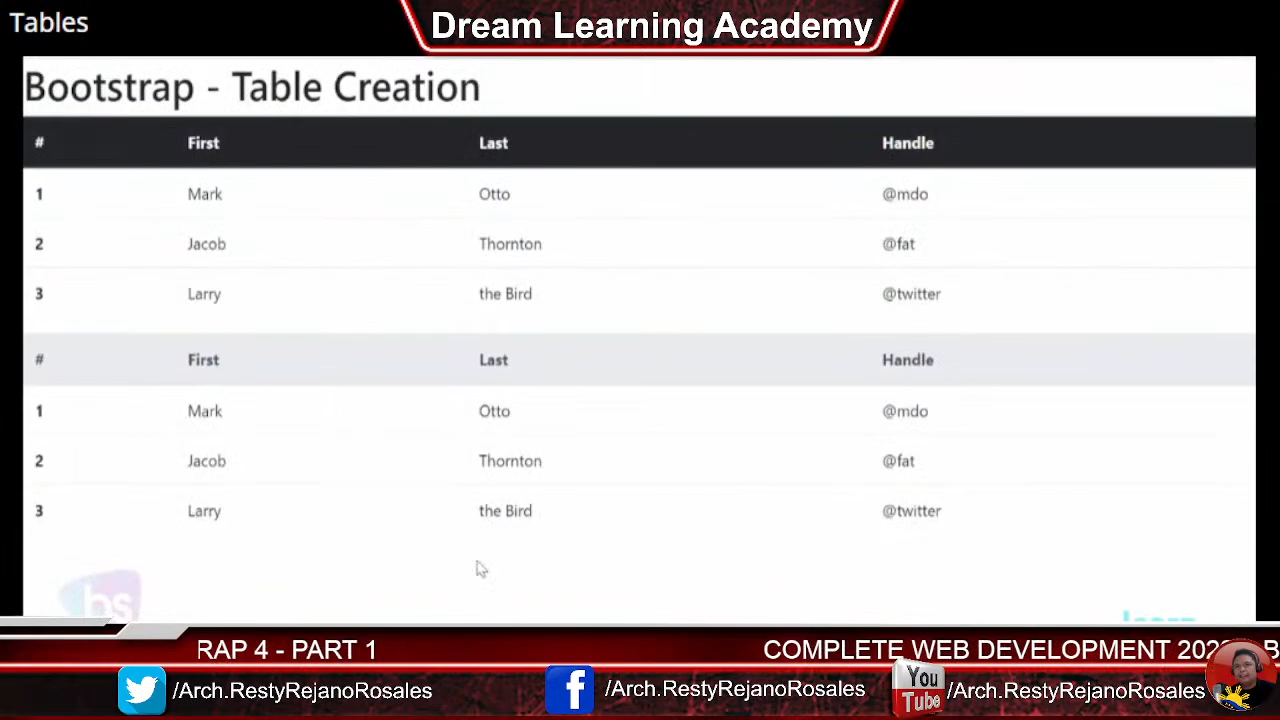 Tables
Dream Learning Academy
Bootstrap - Table Creation
# First Last Handle
1 Mark Otto @mdo
2 Jacob Thornton @fat
3 Larry the Bird @twitter
# First Last Handle
1 Mark Otto @mdo
2 Jacob Thornton @fat
3 Larry the Bird @twitter
bs
learn
RAP 4 - PART 1 COMPLETE WEB DEVELOPMENT
/Arch.RestyRejanoRosales f /Arch.RestyRejanoRosales You Tube /Arch.RestyRejanoRosales